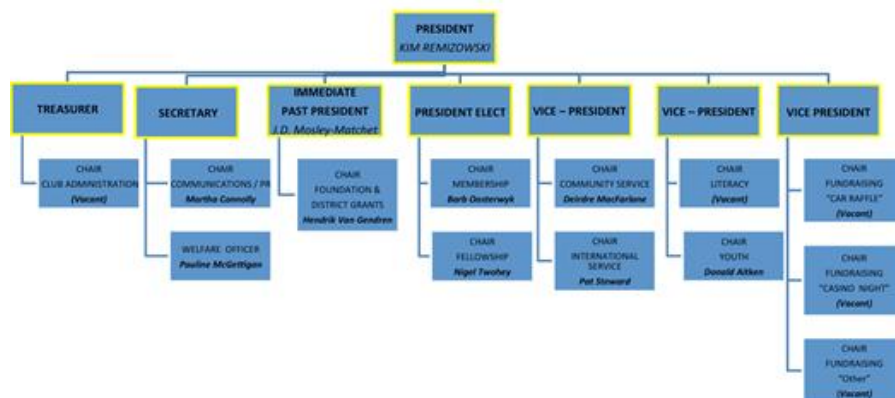 PRESIDENT
KIM REMIZOWSKI
TREASURER
SECRETARY
IMMEDIATE
PAST PRESIDENT
J.D. Mosley-Matchet
PRESIDENT ELECT
VICE – PRESIDENT
VICE – PRESIDENT
VICE PRESIDENT
CHAIR
CLUB ADMINISTRATION
(Vacant)
CHAIR
COMMUNICATIONS / PR
Martha Connolly
CHAIR
FOUNDATION &
DISTRICT GRANTS
Hendrik Van Gendren
CHAIR
MEMBERSHIP
Barb Oosterwyk
CHAIR
COMMUNITY SERVICE
Deirdre MacFarlane
CHAIR
LITERACY
(Vacant)
CHAIR
FUNDRAISING
"CAR RAFFLE"
(Vacant)
WELFARE OFFICER
Pauline McGettigan
CHAIR
FELLOWSHIP
Nigel Twohey
CHAIR
INTERNATIONAL
SERVICE
Pat Steward
CHAIR
YOUTH
Donald Aitken
CHAIR
FUNDRAISING
"CASINO NIGHT"
(Vacant)
CHAIR
FUNDRAISING
"Other"
(Vacant)